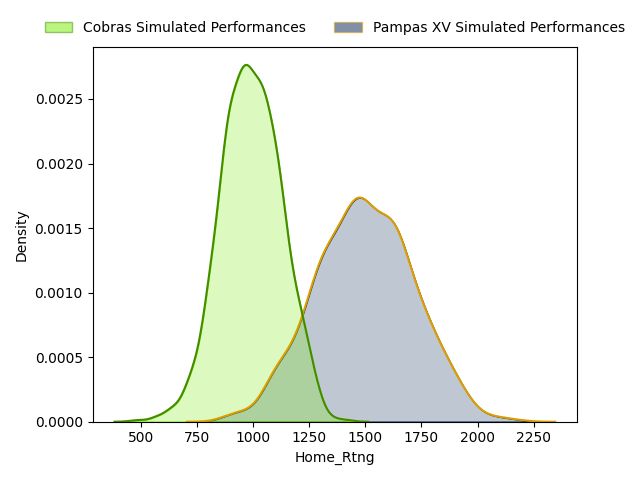 Cobras Simulated Performances
Pampas XV Simulated Performances
Density
0.0025
0.0020
0.0015
0.0010
0.0005
0.0000
500 750 1000 1250 1500 1750 2000 2250
Home_Rtng